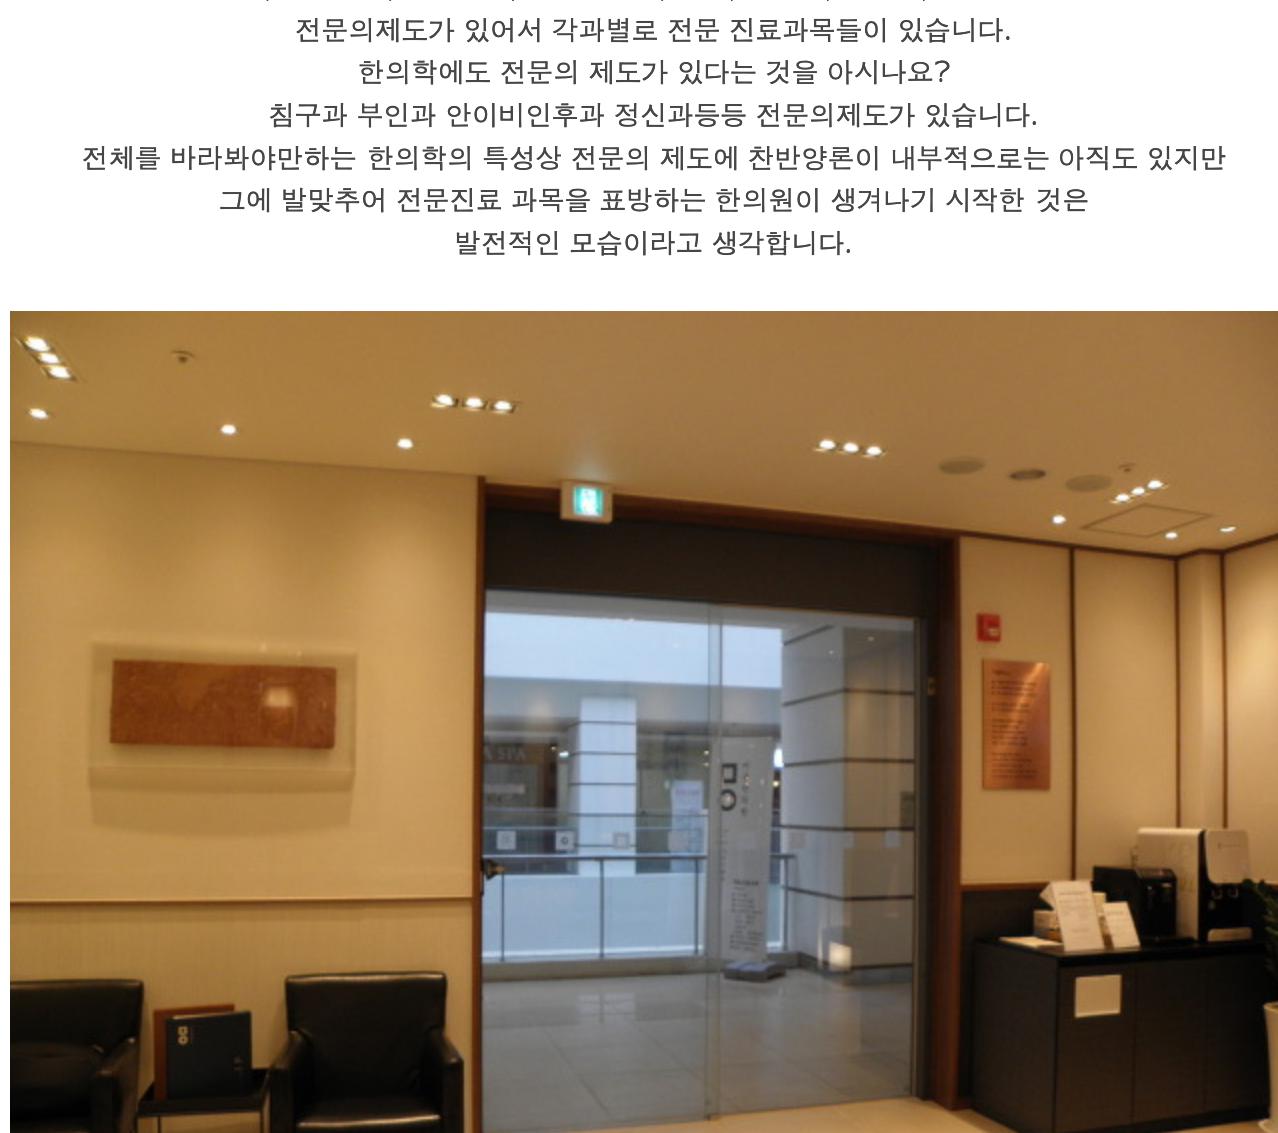 전문의제도가 있어서 각과별로 전문 진료과목들이 있습니다.
한의학에도 전문의 제도가 있다는 것을 아시나요?
침구과 부인과 안이비인후과 정신과등등 전문의제도가 있습니다.
전체를 바라봐야만하는 한의학의 특성상 전문의 제도에 찬반양론이 내부적으로는 아직도 있지만
그에 발맞추어 전문진료 과목을 표방하는 한의원이 생겨나기 시작한 것은
발전적인 모습이라고 생각합니다.
SPA